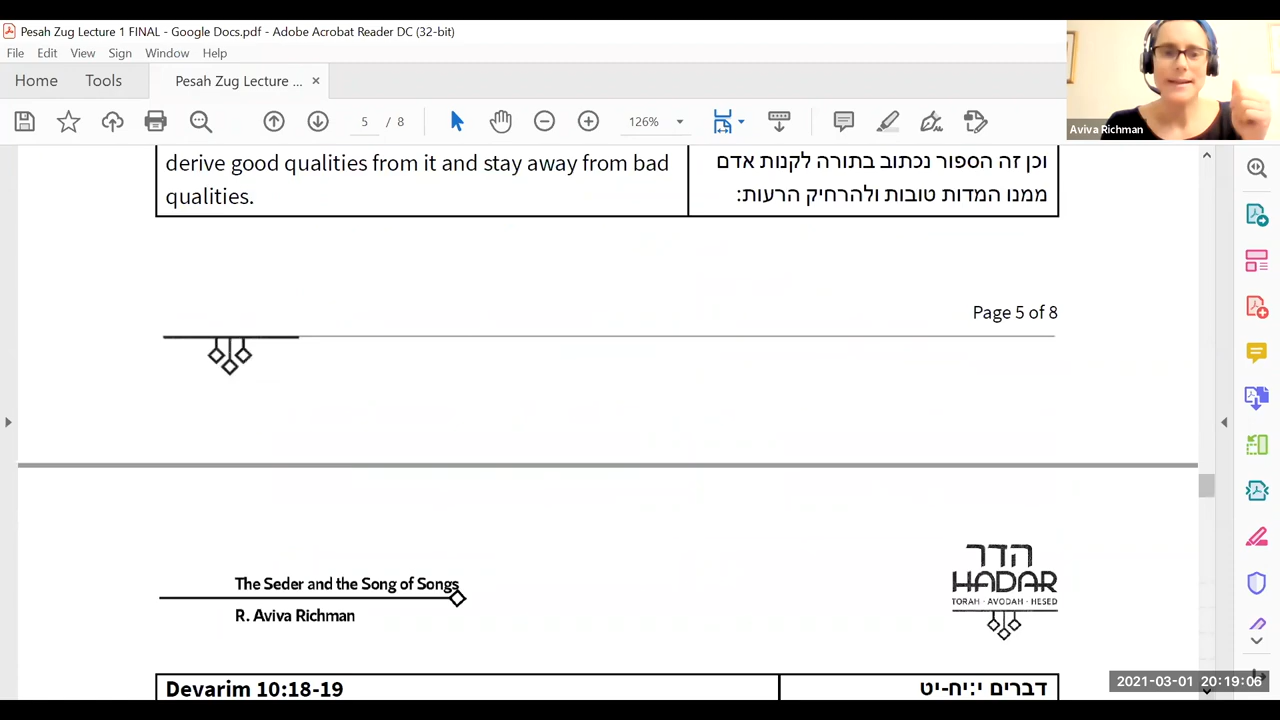 Pesah Zug Lecture 1 FINAL - Google Docs.pdf - Adobe Acrobat Reader DC (32-bit)
File Edit View Sign Window Help
Home Tools Pesah Zug Lecture ... ×
5 / 8 126%
Aviva Richman
derive good qualities from it and stay away from bad
qualities.
וכן זה הספור נכתוב בתורה לקנות אדם
ממנו המדות טובות ולהרחיק הרעות:
Page 5 of 8
The Seder and the Song of Songs
R. Aviva Richman
הדר
HADAR
TORAH · AVODAH · HESED
Devarim 10:18-19
דברים י:יח-יט
2021-03-01 20:19:06